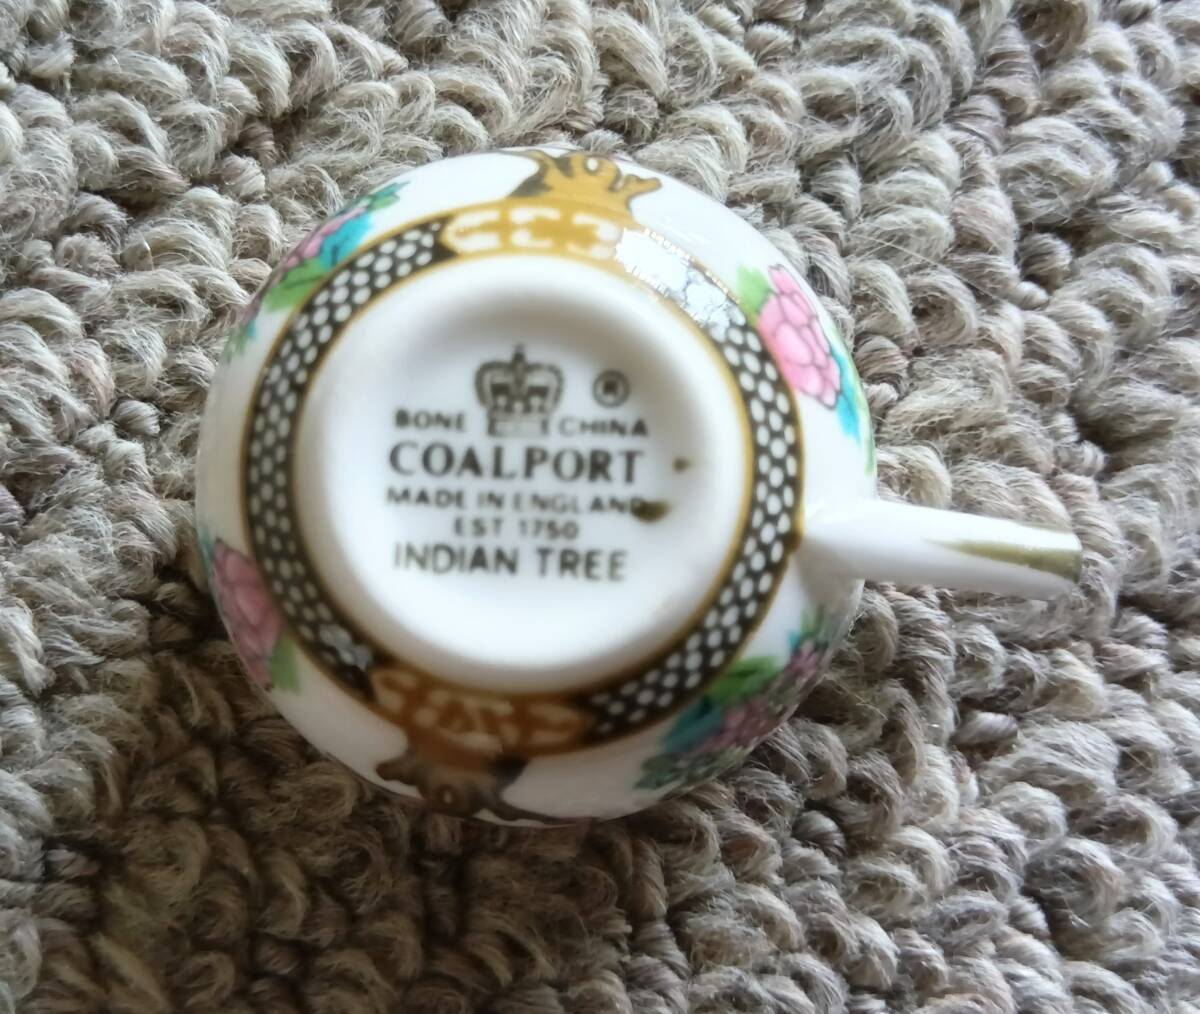 ®
BONE CHINA
COALPORT
MADE IN ENGLAND
EST 1750
INDIAN TREE